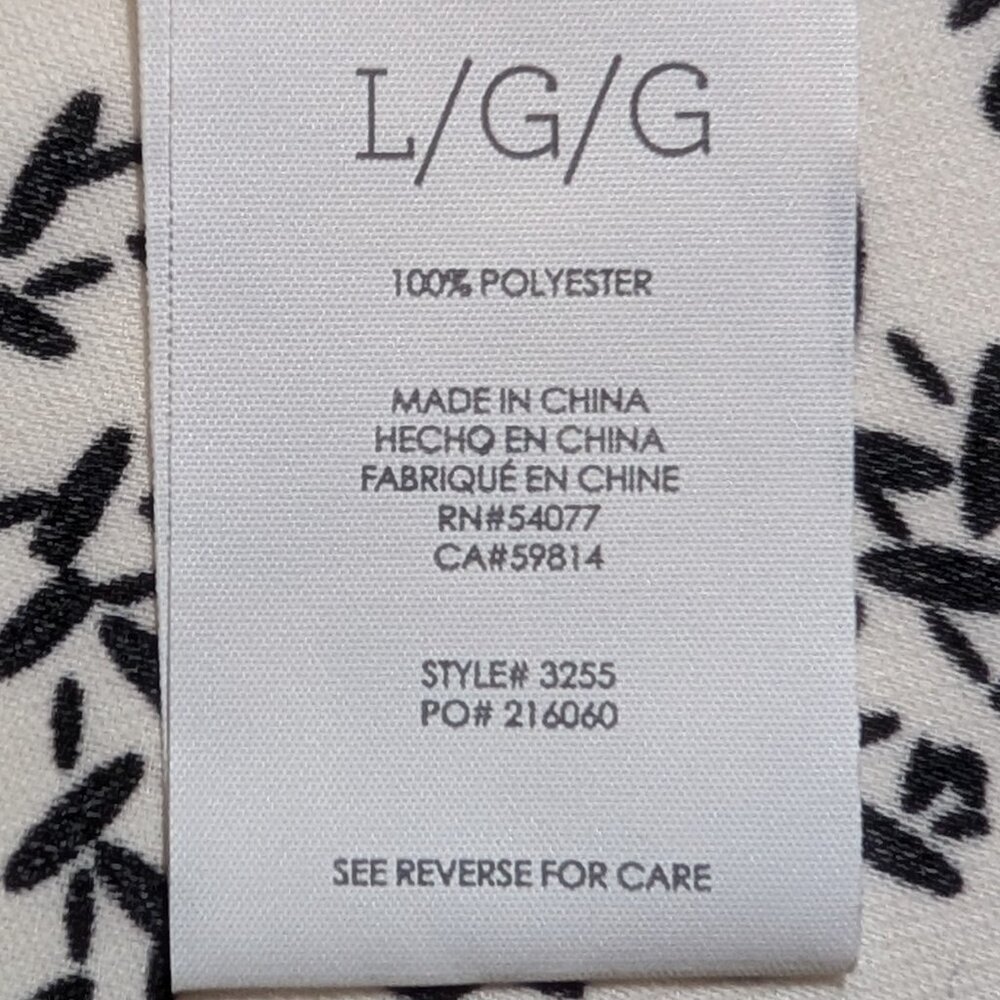 L/G/G
100% POLYESTER
MADE IN CHINA
HECHO EN CHINA
FABRIQUÉ EN CHINE
RN#54077
CA#59814
STYLE# 3255
PO# 216060
SEE REVERSE FOR CARE